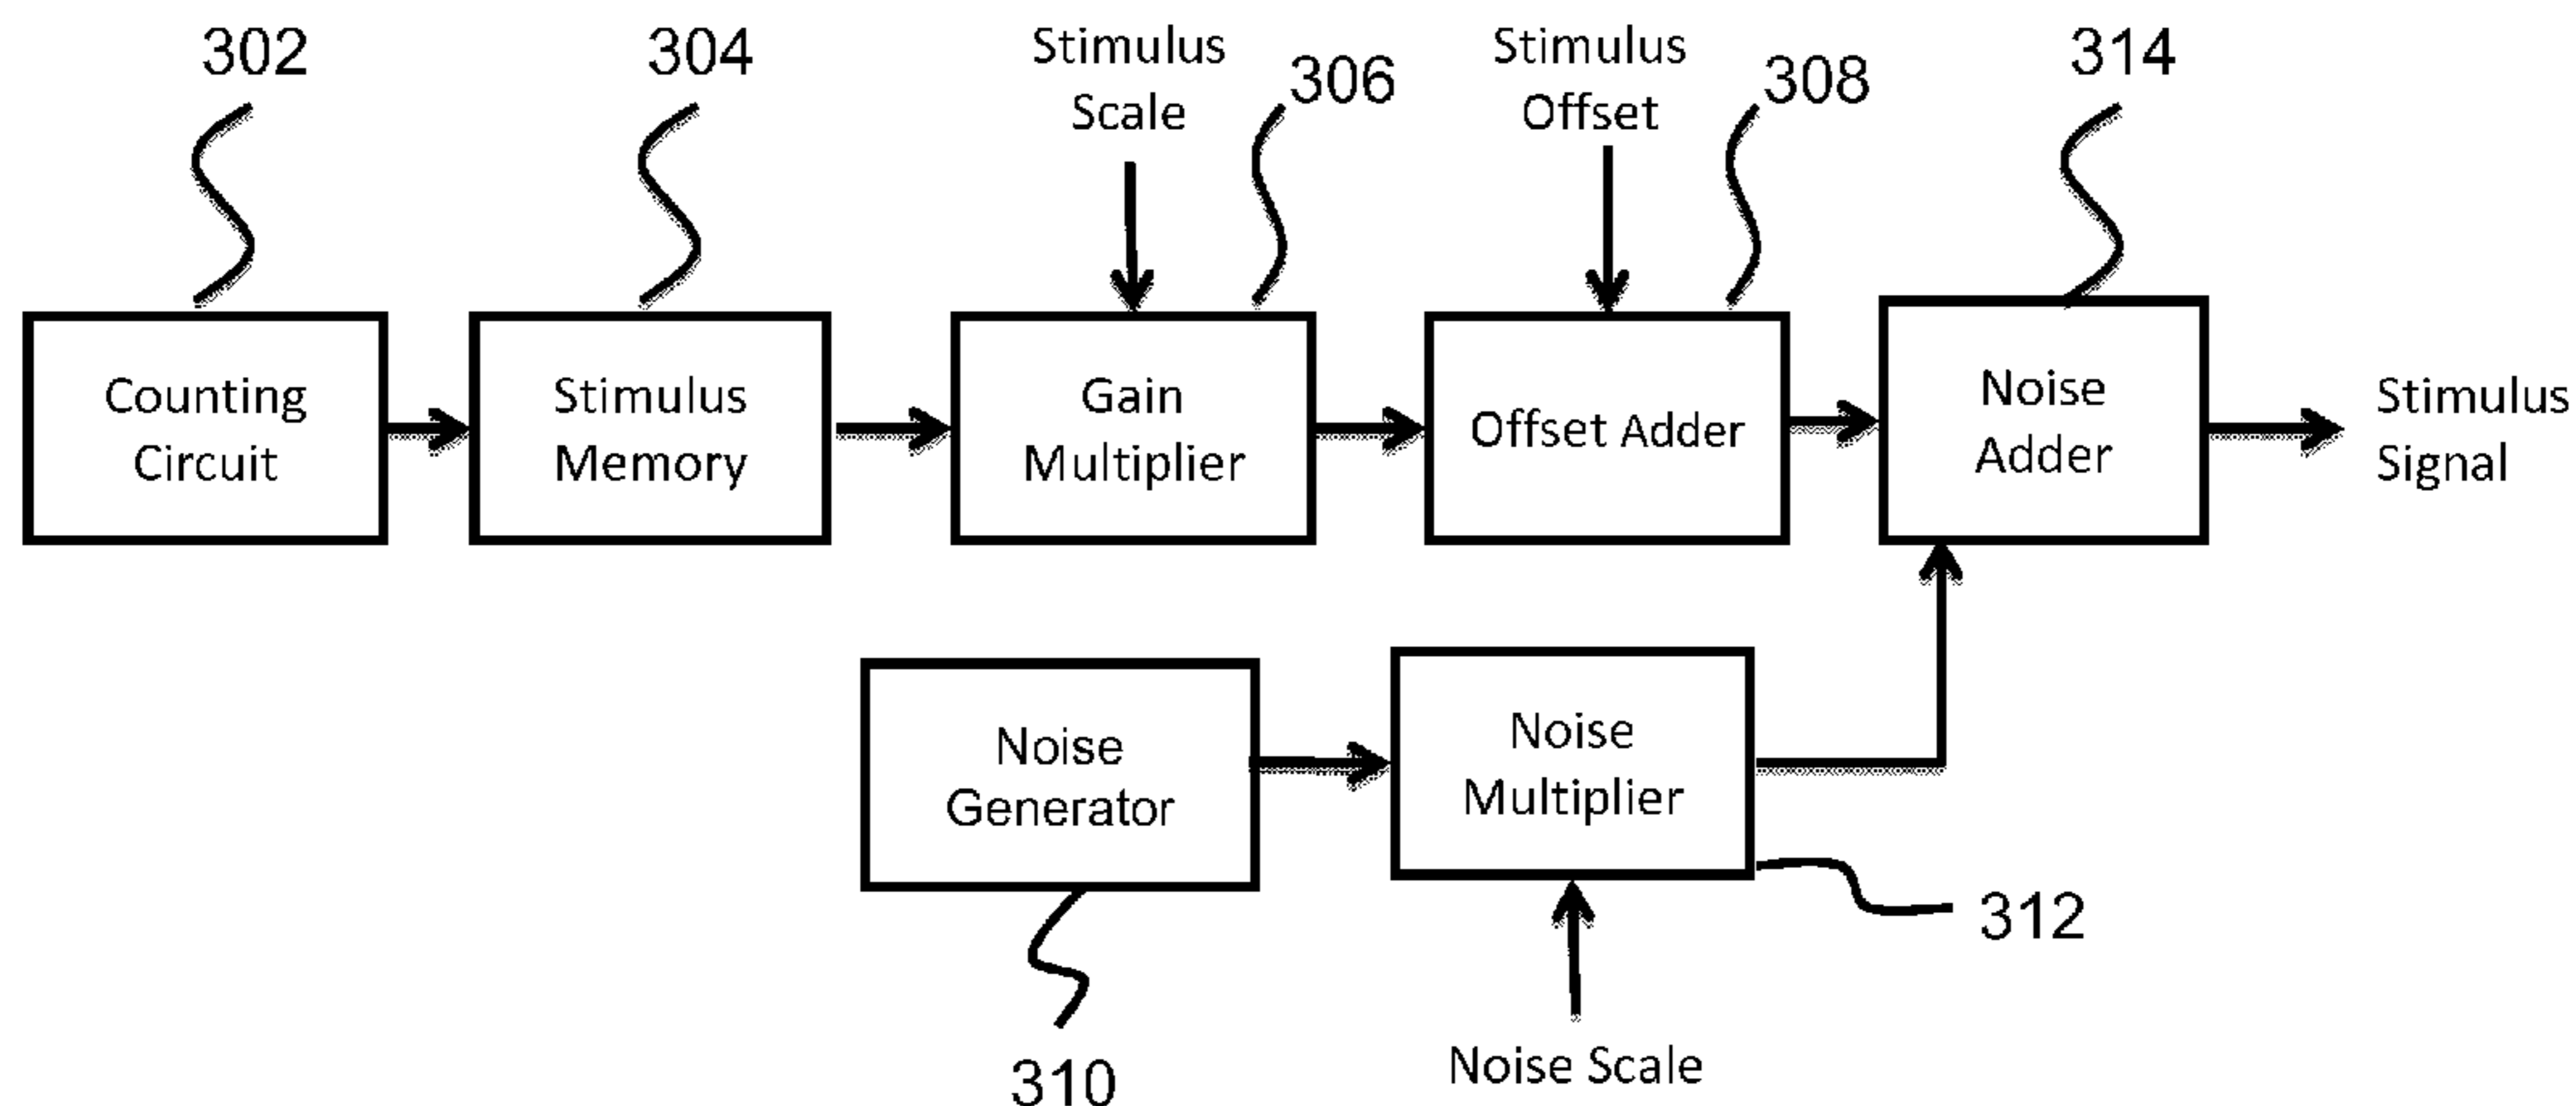 302
304
Stimulus
Scale
306
Stimulus
Offset
308
314
Counting
Circuit
Stimulus
Memory
Gain
Multiplier
Offset Adder
Noise
Adder
Stimulus
Signal
Noise
Generator
Noise
Multiplier
312
310
Noise Scale